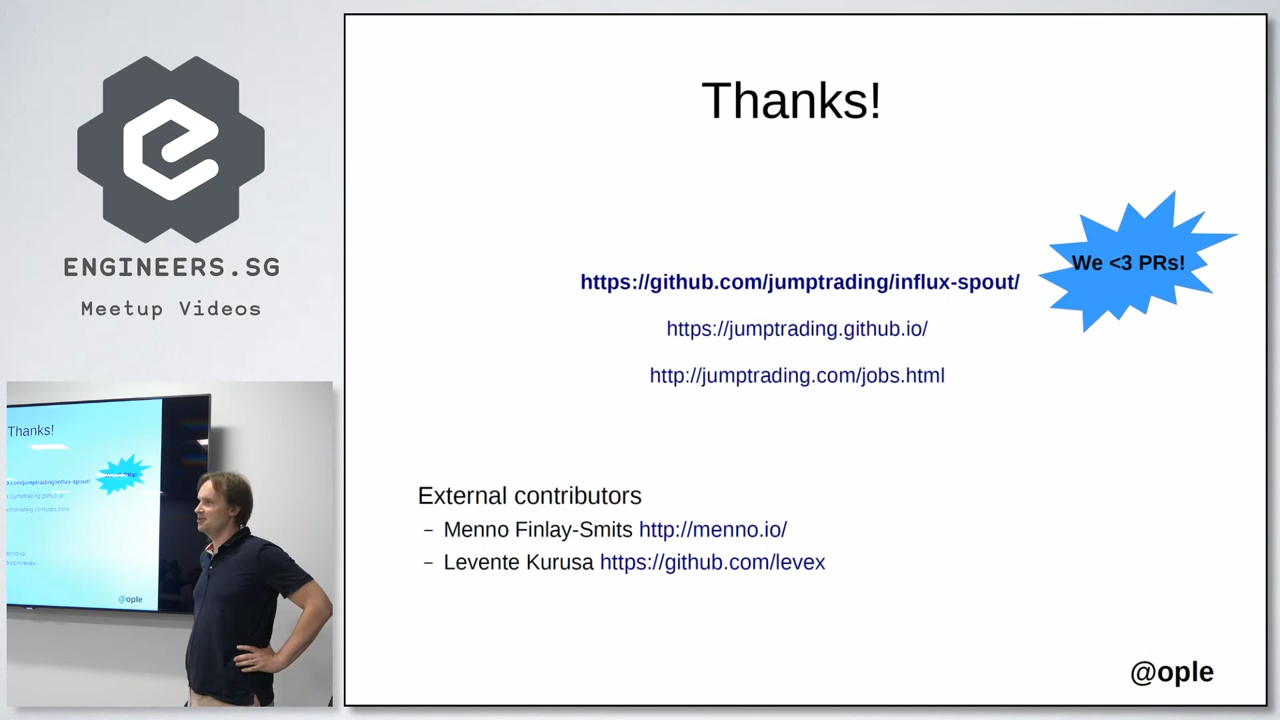 ENGINEERS.SG
Meetup Videos
Thanks!
https://github.com/jumptrading/influx-spout/
We <3 PRs!
https://jumptrading.github.io/
http://jumptrading.com/jobs.html
External contributors
– Menno Finlay-Smits http://menno.io/
– Levente Kurusa https://github.com/levex
@ople
Thanks!
@ople